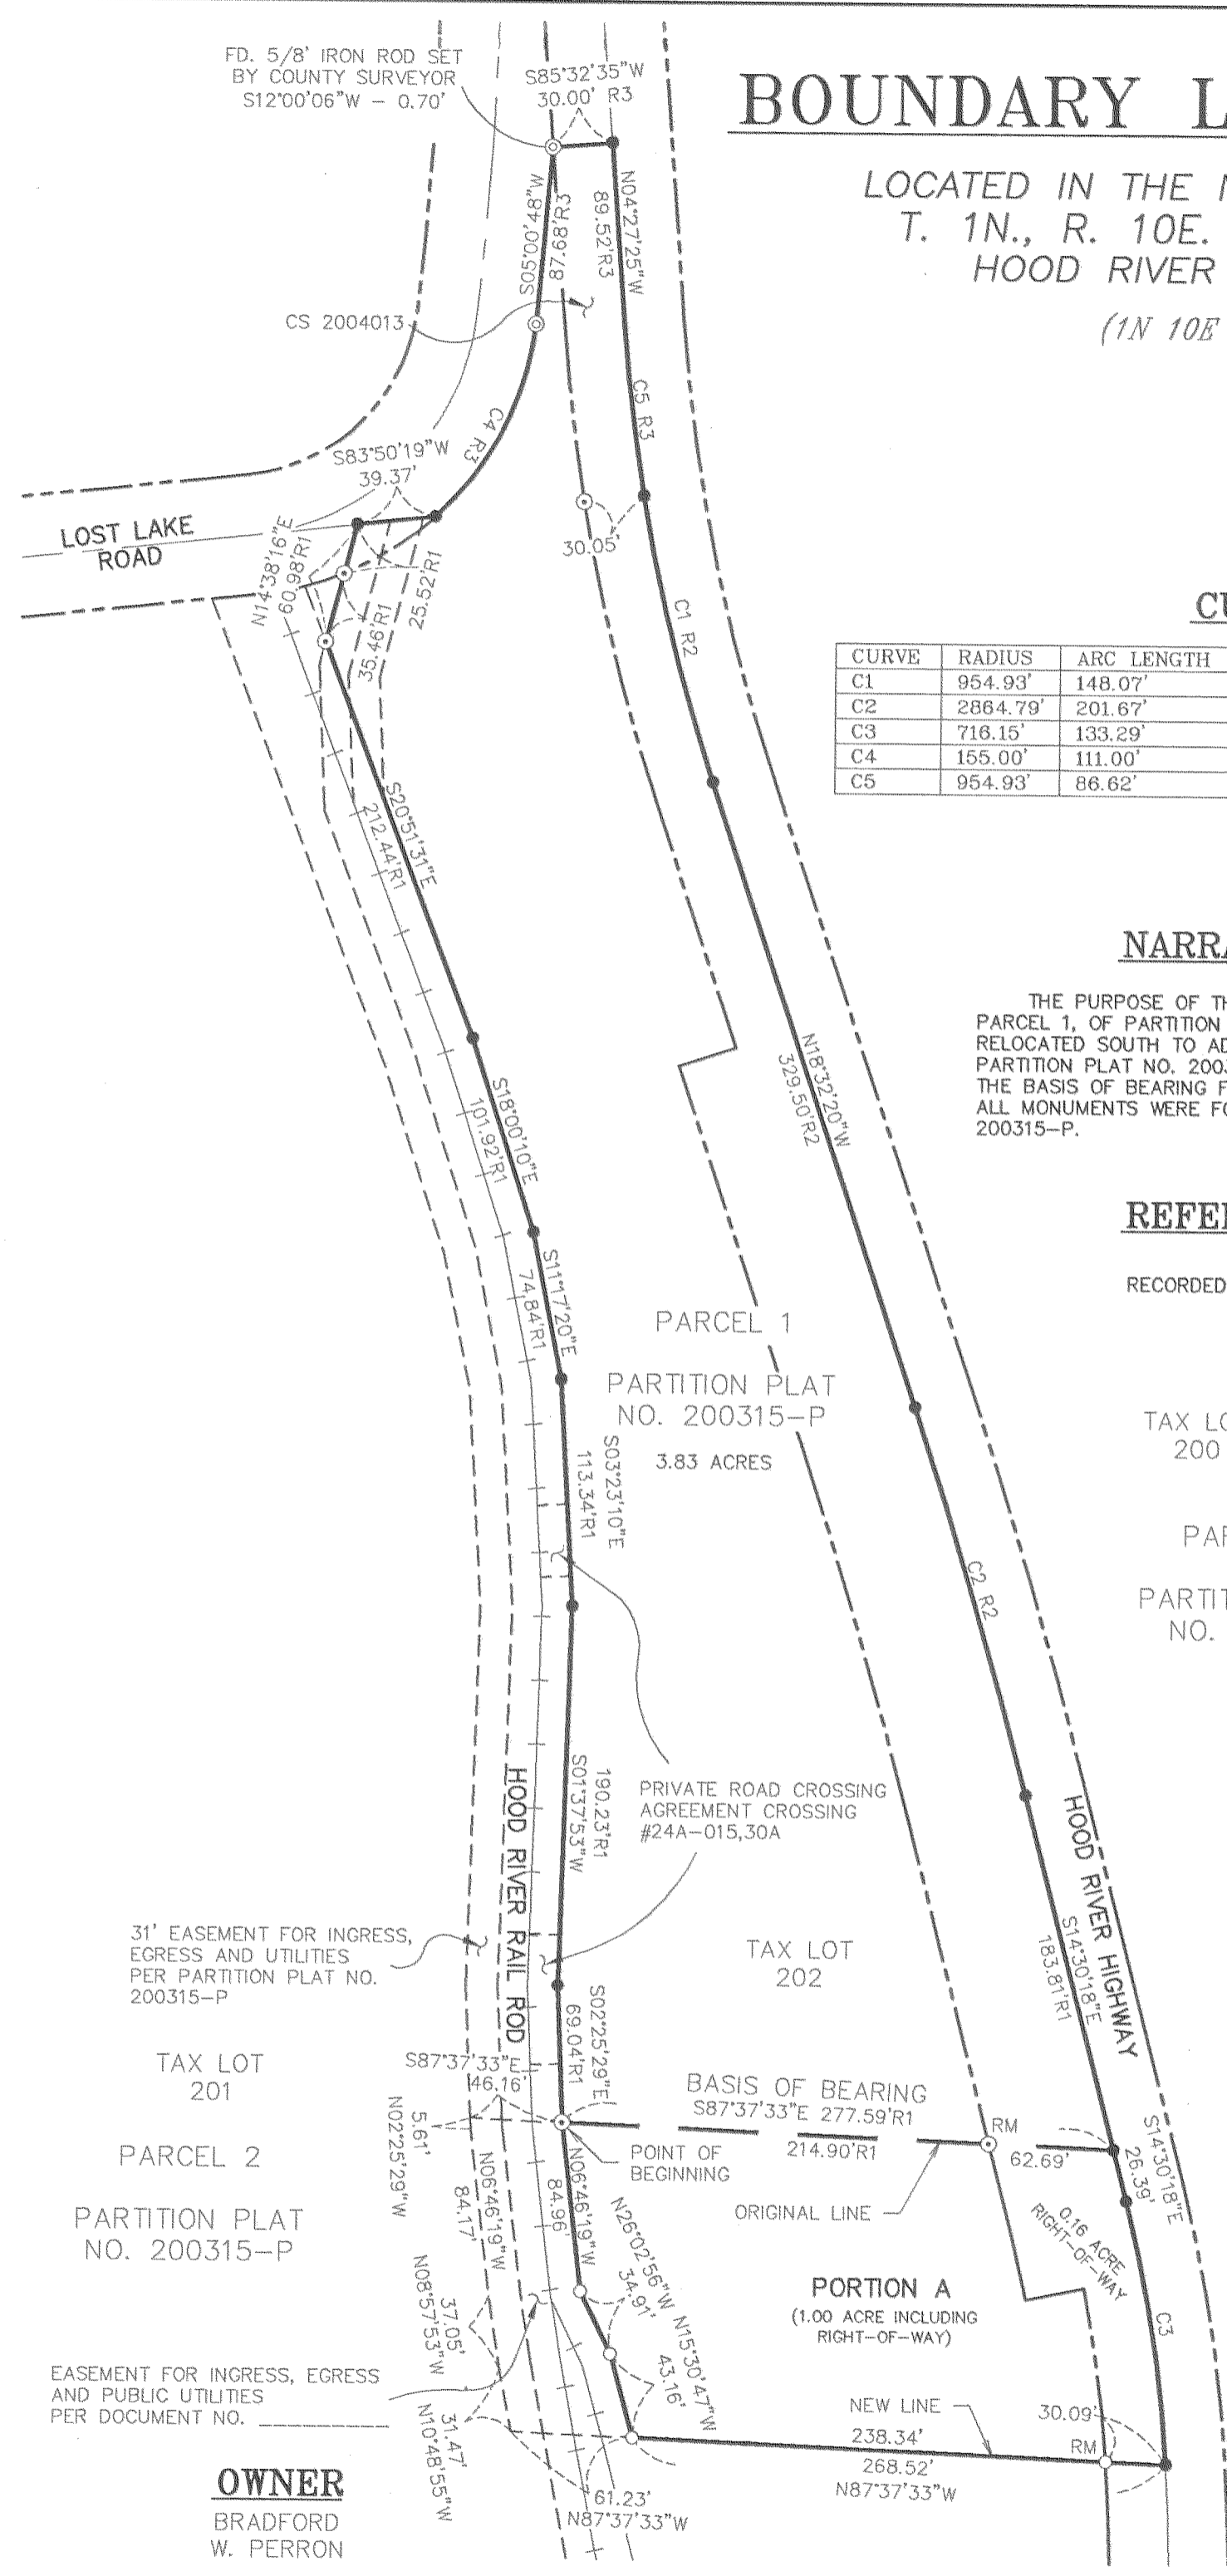 FD. 5/8' IRON ROD SET
BY COUNTY SURVEYOR
S12°00'06"W – 0.70'
S85°32'35"W
30.00' R3
BOUNDARY L
LOCATED IN THE
T. 1N., R. 10E.
HOOD RIVER
(1N 10E
S05°00'48"W
87.68'R3
N04°27'25"W
89.52'R3
CS 2004013
C5 R3
C4 R3
S83°50'19"W
39.37'
LOST LAKE
ROAD
30.05'
N14°38'16"E
60.98'R1
25.52'R1
35.46'R1
C1 R2
CURVE RADIUS ARC LENGTH
C1 954.93' 148.07'
C2 2864.79' 201.67'
C3 716.15' 133.29'
C4 155.00' 111.00'
C5 954.93' 86.62'
S20°51'31"E
212.44'R1
NARRA
THE PURPOSE OF TH
PARCEL 1, OF PARTITION
RELOCATED SOUTH TO AD
PARTITION PLAT NO. 200
THE BASIS OF BEARING F
ALL MONUMENTS WERE FO
200315–P.
N18°32'20"W
329.50'R2
S18°00'10"E
101.92'R1
REFE
RECORDED
S11°17'20"E
74.84'R1
PARCEL 1
PARTITION PLAT
NO. 200315–P
3.83 ACRES
TAX LO
200
S03°23'10"E
113.34'R1
PAR
C2 R2
PARTIT
NO.
190.23'R1
S01°37'53"W
PRIVATE ROAD CROSSING
AGREEMENT CROSSING
#24A–015,30A
HOOD RIVER RAIL ROD
HOOD RIVER HIGHWAY
S14°30'18"E
183.81'R1
31' EASEMENT FOR INGRESS,
EGRESS AND UTILITIES
PER PARTITION PLAT NO.
200315–P
TAX LOT
202
S02°25'29"E
69.04'R1
TAX LOT
201
S87°37'33"E
46.16'
BASIS OF BEARING
S87°37'33"E 277.59'R1
214.90'R1
RM
62.69'
5.61'
N02°25'29"W
PARCEL 2
POINT OF
BEGINNING
S14°30'18"E
26.39'
N06°46'19"W
84.17'
N06°46'19"W
84.96'
ORIGINAL LINE
PARTITION PLAT
NO. 200315–P
N26°02'56"W
34.91'
0.16 ACRE
RIGHT–OF–WAY
PORTION A
(1.00 ACRE INCLUDING
RIGHT–OF–WAY)
C3
37.05'
N08°57'53"W
N15°30'47"W
43.16'
EASEMENT FOR INGRESS, EGRESS
AND PUBLIC UTILITIES
PER DOCUMENT NO. __________
NEW LINE
30.09'
31.47'
N10°48'55"W
238.34'
RM
268.52'
N87°37'33"W
OWNER
BRADFORD
W. PERRON
61.23'
N87°37'33"W